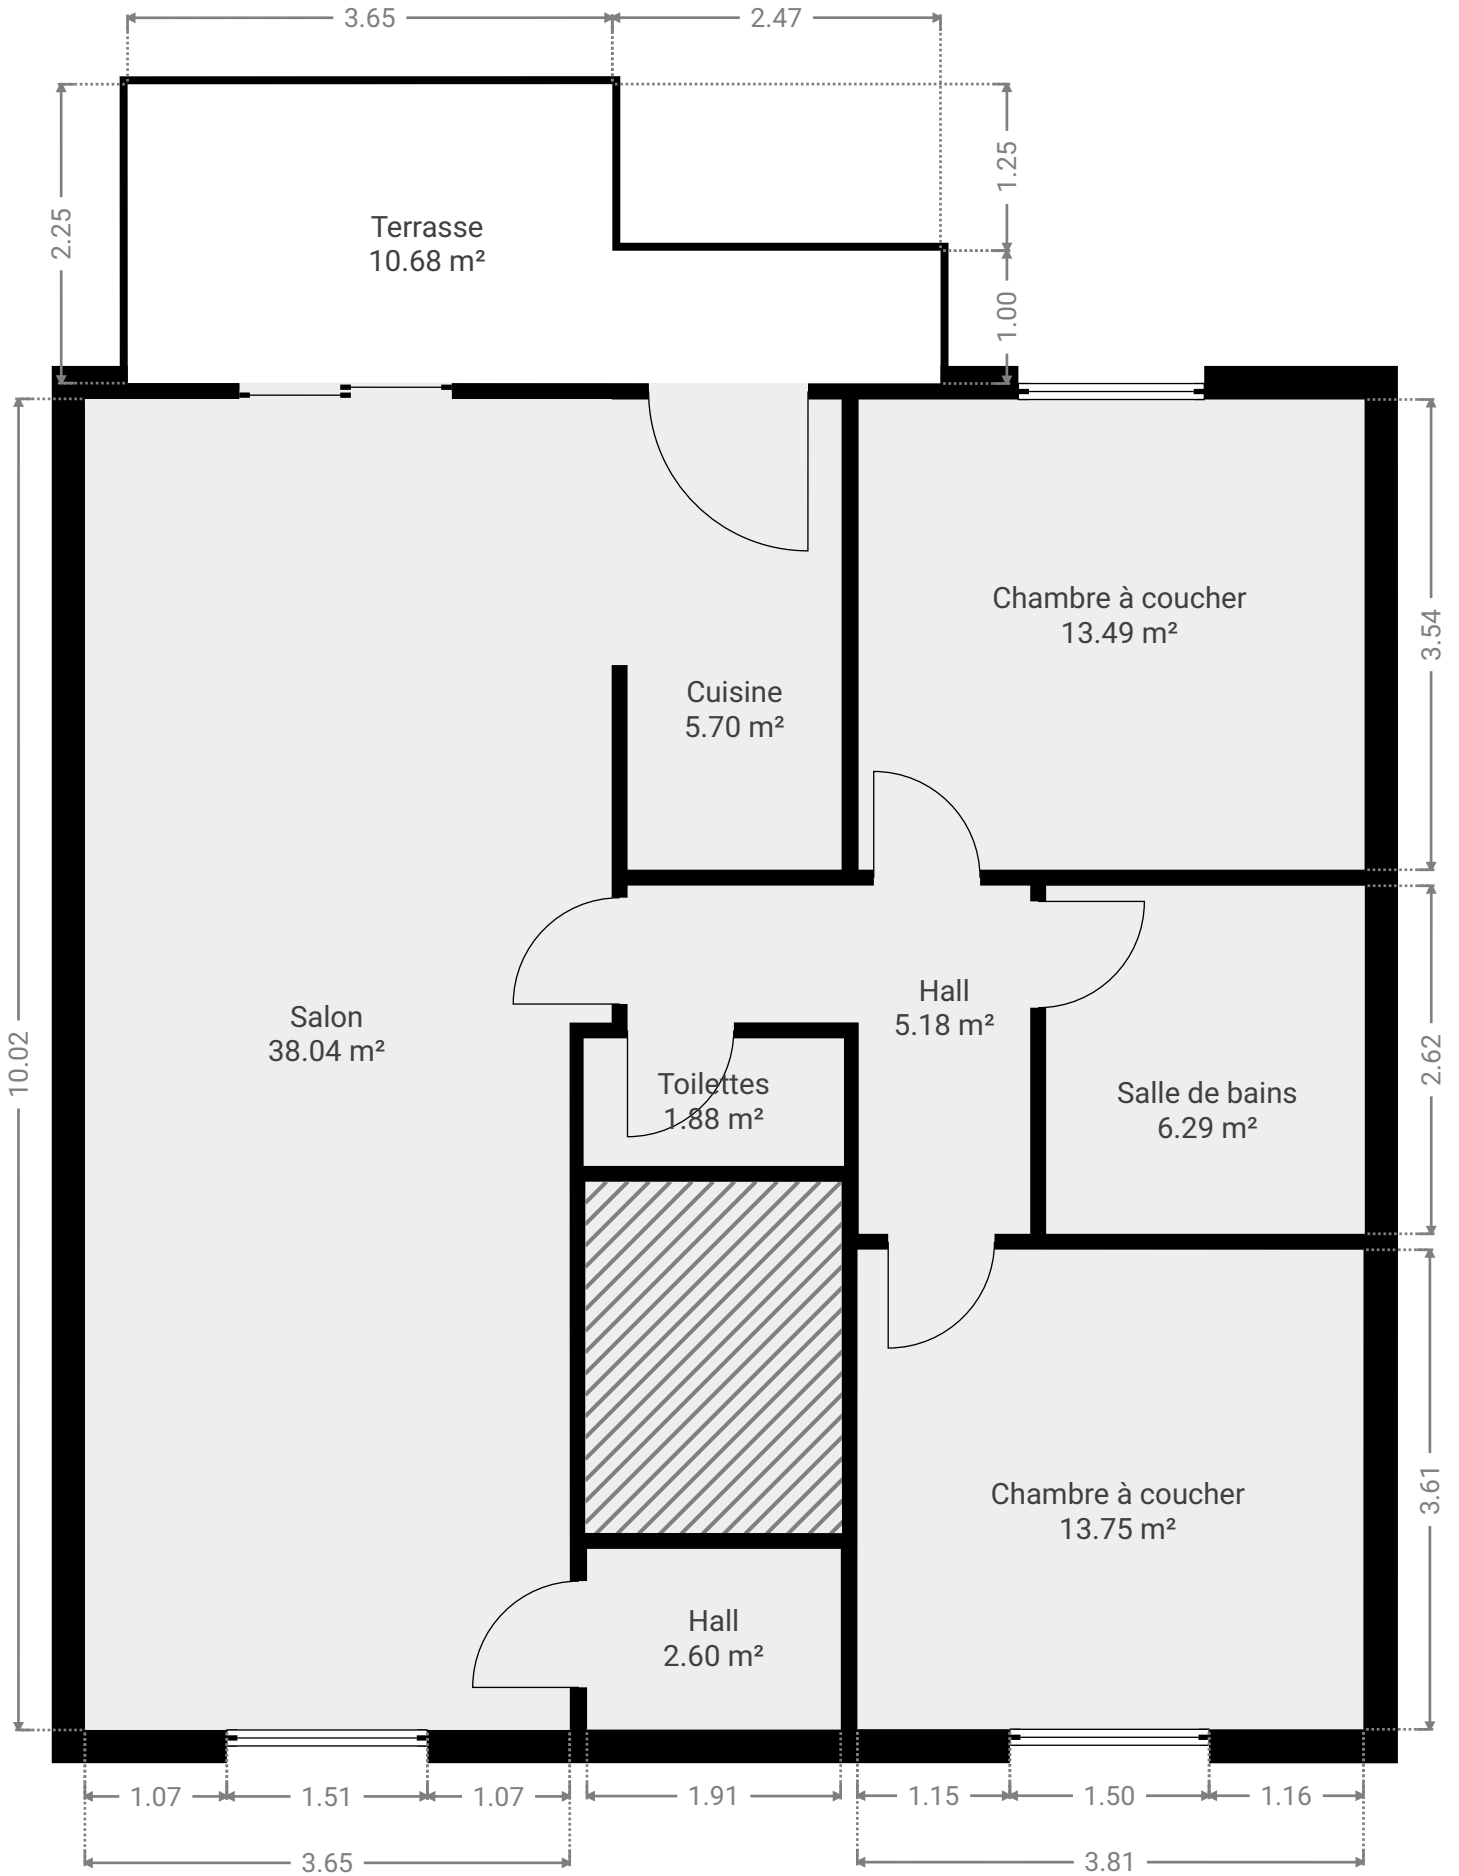 3.65
2.47
2.25
1.25
Terrasse
10.68 m²
1.00
Chambre à coucher
13.49 m²
3.54
Cuisine
5.70 m²
10.02
Salon
38.04 m²
Hall
5.18 m²
2.62
Toilettes
1.88 m²
Salle de bains
6.29 m²
Chambre à coucher
13.75 m²
3.61
Hall
2.60 m²
1.07
1.51
1.07
1.91
1.15
1.50
1.16
3.65
3.81